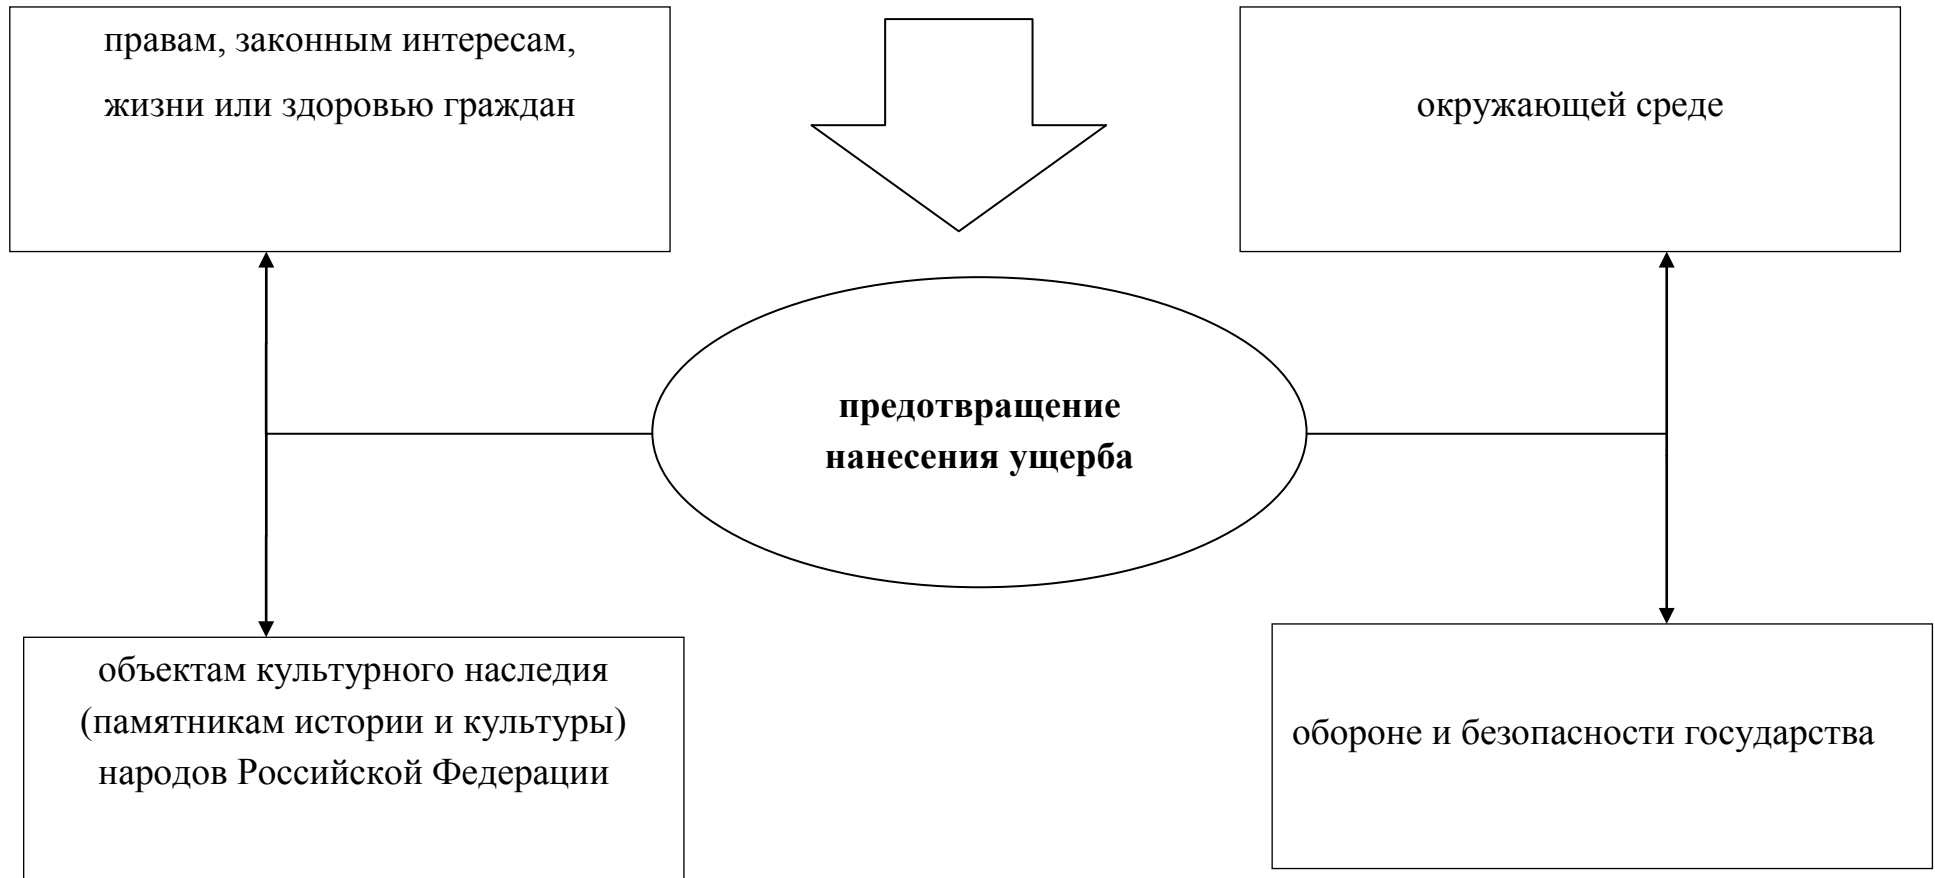 правам, законным интересам,
жизни или здоровью граждан
окружающей среде
предотвращение
нанесения ущерба
объектам культурного наследия
(памятникам истории и культуры)
народов Российской Федерации
обороне и безопасности государства